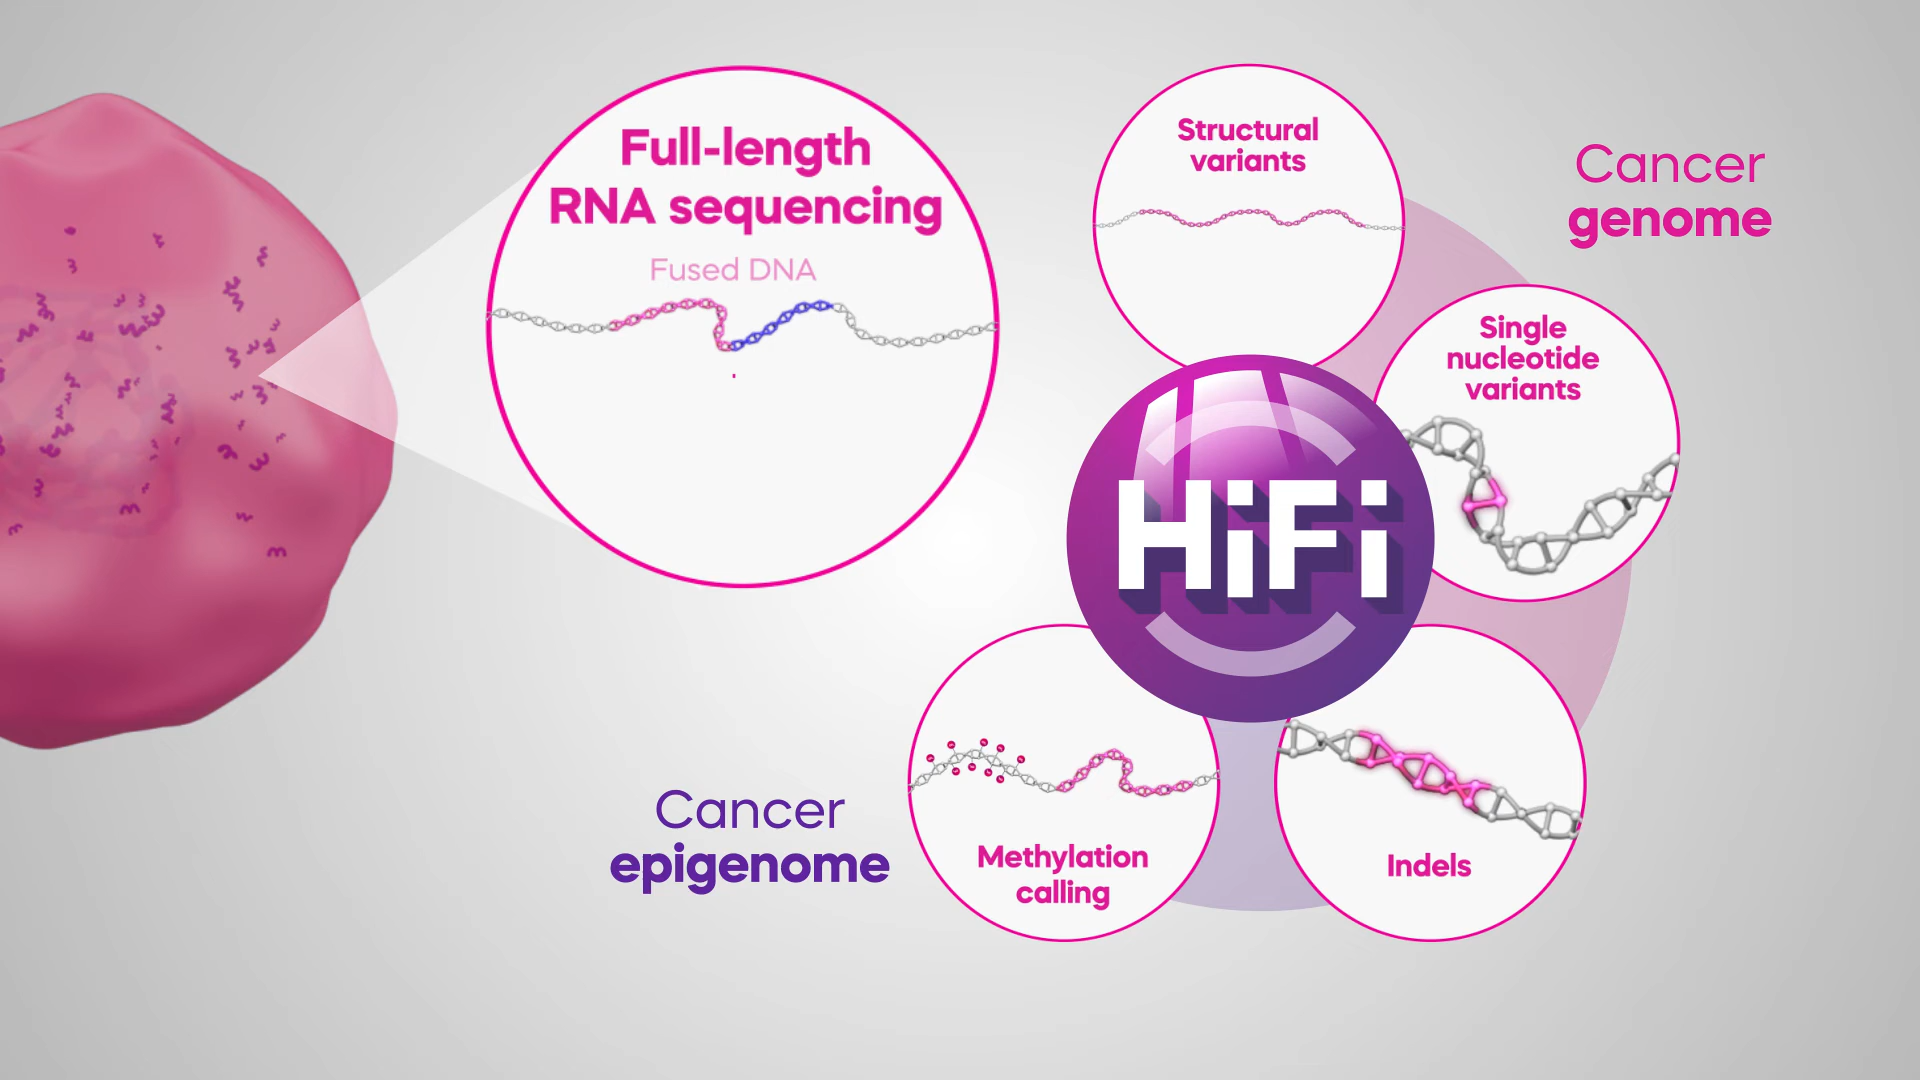 Full-length
RNA sequencing
Fused DNA
Structural
variants
Cancer
genome
Single
nucleotide
variants
HiFi
Cancer
epigenome
Methylation
calling
Indels